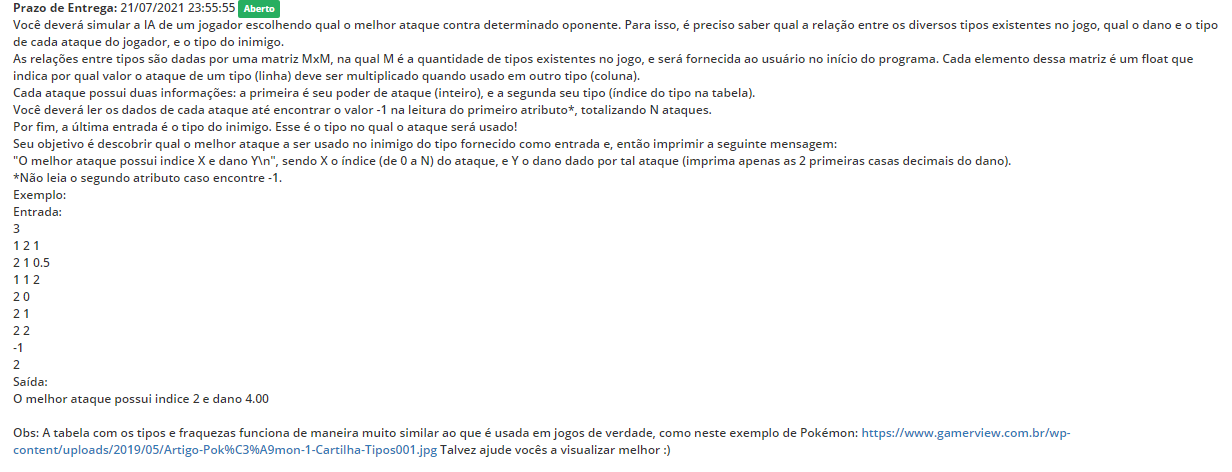 Prazo de Entrega: 21/07/2021 23:55:55 Aberto
Você deverá simular a IA de um jogador escolhendo qual o melhor ataque contra determinado oponente. Para isso, é preciso saber qual a relação entre os diversos tipos existentes no jogo, qual o dano e o tipo
de cada ataque do jogador, e o tipo do inimigo.
As relações entre tipos são dadas por uma matriz MxM, na qual M é a quantidade de tipos existentes no jogo, e será fornecida ao usuário no início do programa. Cada elemento dessa matriz é um float que
indica por qual valor o ataque de um tipo (linha) deve ser multiplicado quando usado em outro tipo (coluna).
Cada ataque possui duas informações: a primeira é seu poder de ataque (inteiro), e a segunda seu tipo (índice do tipo na tabela).
Você deverá ler os dados de cada ataque até encontrar o valor -1 na leitura do primeiro atributo*, totalizando N ataques.
Por fim, a última entrada é o tipo do inimigo. Esse é o tipo no qual o ataque será usado!
Seu objetivo é descobrir qual o melhor ataque a ser usado no inimigo do tipo fornecido como entrada e, então imprimir a seguinte mensagem:
"O melhor ataque possui indice X e dano Y\n", sendo X o índice (de 0 a N) do ataque, e Y o dano dado por tal ataque (imprima apenas as 2 primeiras casas decimais do dano).
*Não leia o segundo atributo caso encontre -1.
Exemplo:
Entrada:
3
1 2 1
2 1 0.5
1 1 2
2 0
2 1
2 2
-1
2
Saída:
O melhor ataque possui indice 2 e dano 4.00
Obs: A tabela com os tipos e fraquezas funciona de maneira muito similar ao que é usada em jogos de verdade, como neste exemplo de Pokémon: https://www.gamerview.com.br/wp-
content/uploads/2019/05/Artigo-Pok%C3%A9mon-1-Cartilha-Tipos001.jpg Talvez ajude vocês a visualizar melhor :)